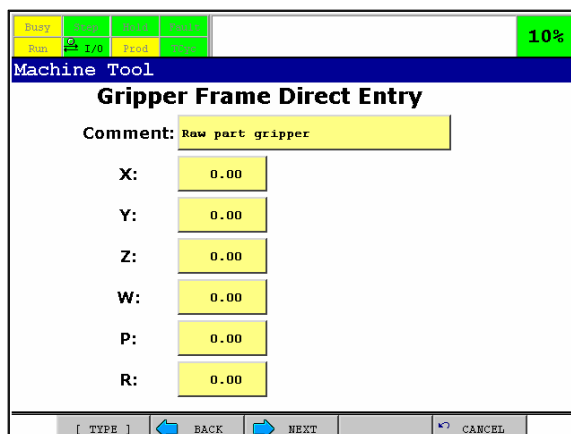 Busy Step Hold Fault
Run I/O Prod TCyc
10%
Machine Tool
Gripper Frame Direct Entry
Comment: Raw part gripper
X: 0.00
Y: 0.00
Z: 0.00
W: 0.00
P: 0.00
R: 0.00
[ TYPE ] BACK NEXT CANCEL